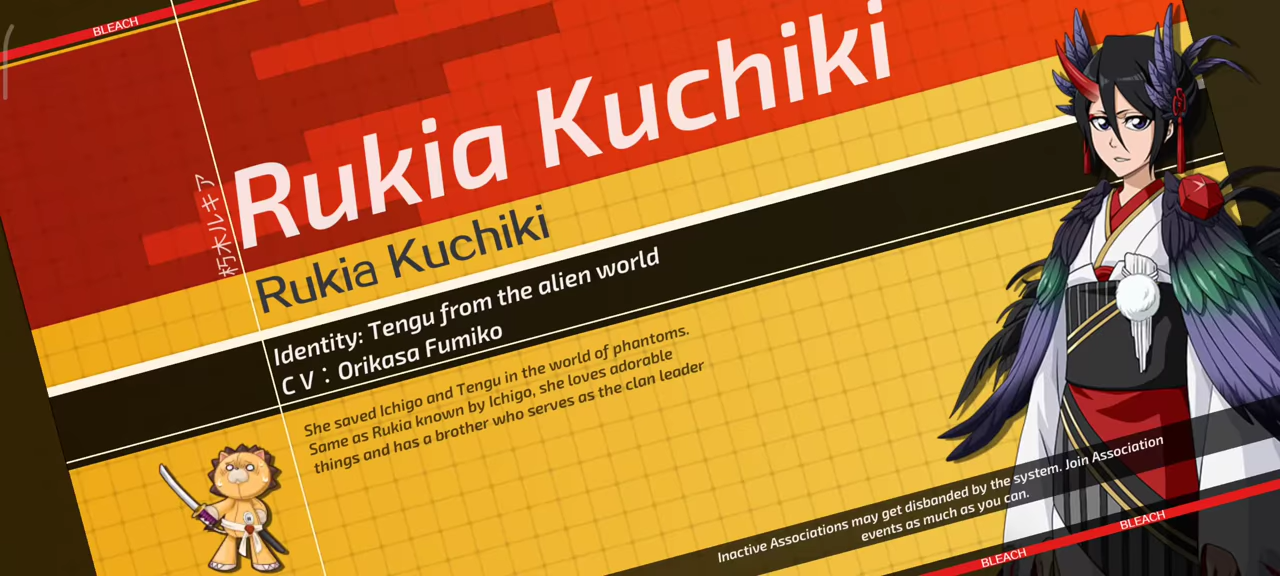 BLEACH
Rukia Kuchiki
朽木ルキア
Rukia Kuchiki
Identity: Tengu from the alien world
CV：Orikasa Fumiko
She saved Ichigo and Tengu in the world of phantoms.
Same as Rukia known by Ichigo, she loves adorable
things and has a brother who serves as the clan leader
Inactive Associations may get disbanded by the system. Join Association
events as much as you can.
BLEACH
BLEACH